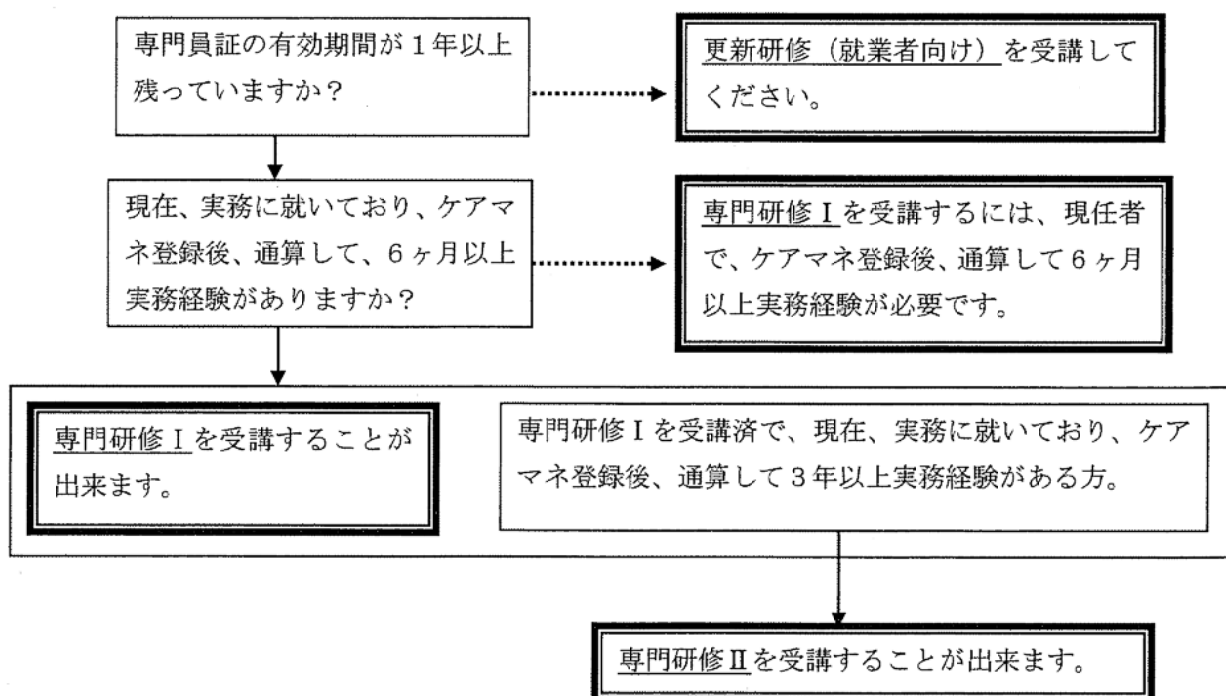 専門員証の有効期間が1年以上
残っていますか？
更新研修（就業者向け）を受講して
ください。
現在、実務に就いており、ケアマ
ネ登録後、通算して、6ヶ月以上
実務経験がありますか？
専門研修Ⅰを受講するには、現任者
で、ケアマネ登録後、通算して6ヶ月
以上実務経験が必要です。
専門研修Ⅰを受講することが
出来ます。
専門研修Ⅰを受講済で、現在、実務に就いており、ケア
マネ登録後、通算して3年以上実務経験がある方。
専門研修Ⅱを受講することが出来ます。